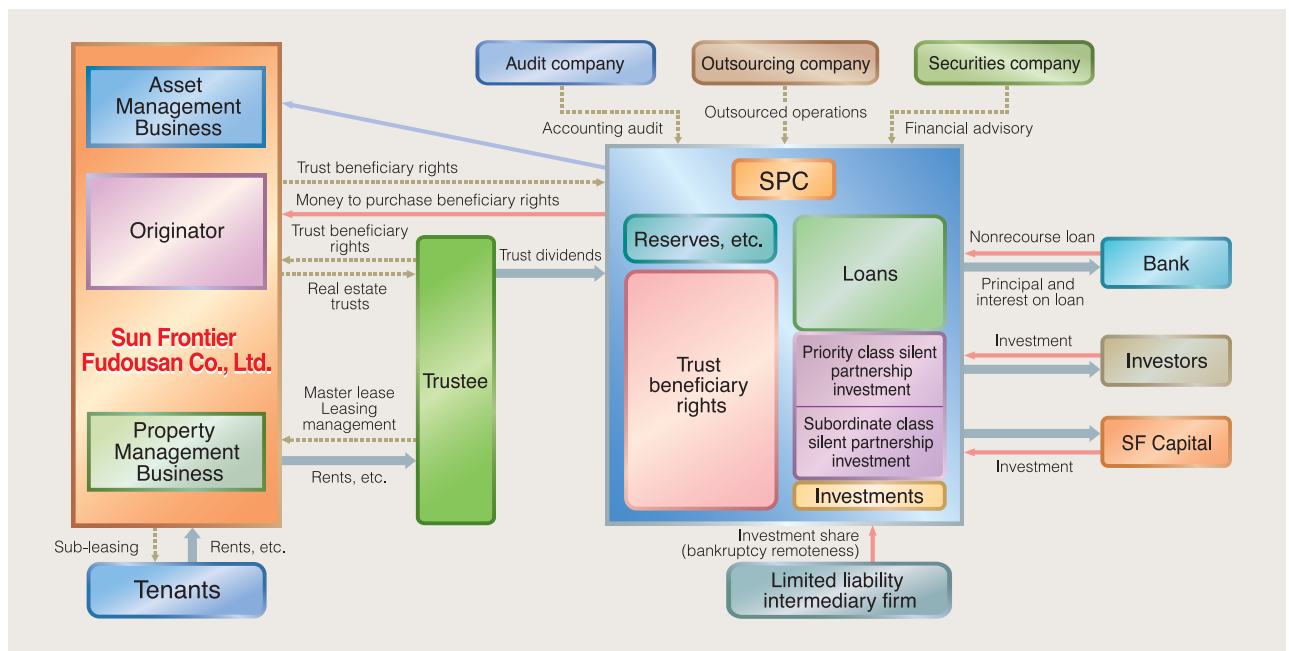 Audit company
Outsourcing company
Securities company
Accounting audit
Outsourced operations
Financial advisory
Asset
Management
Business
Originator
Sun Frontier
Fudousan Co., Ltd.
Property
Management
Business
Trust beneficiary rights
Money to purchase beneficiary rights
Trust beneficiary
rights
Real estate
trusts
Master lease
Leasing
management
Rents, etc.
Trustee
Trust dividends
SPC
Reserves, etc.
Trust
beneficiary
rights
Loans
Priority class silent
partnership
investment
Subordinate class
silent partnership
investment
Investments
Nonrecourse loan
Principal and
interest on loan
Bank
Investment
Investors
SF Capital
Investment
Sub-leasing
Rents, etc.
Tenants
Investment share
(bankruptcy remoteness)
Limited liability
intermediary firm